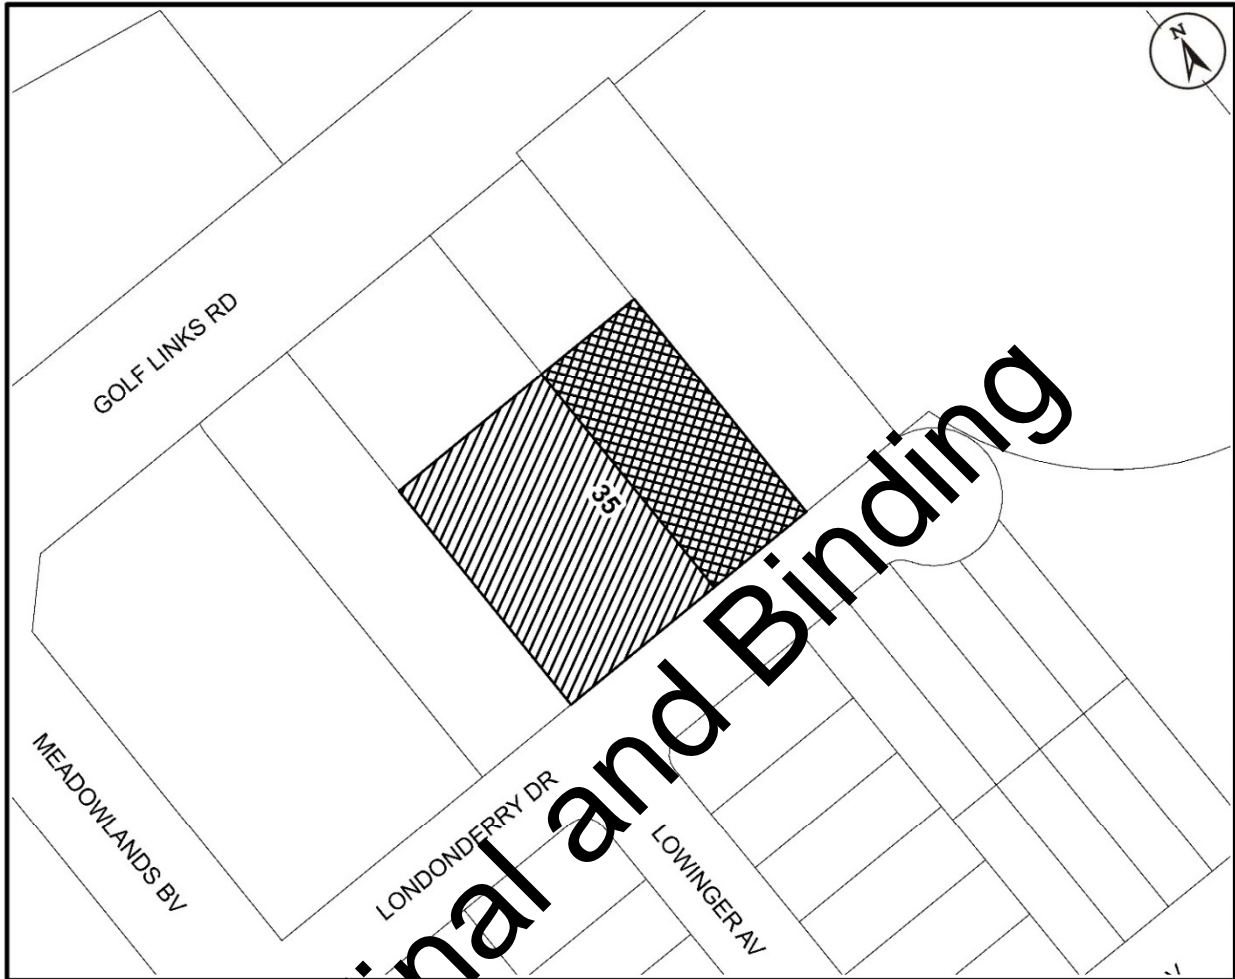 N
GOLF LINKS RD
35
MEADOWLANDS BV
LONDONDERRY DR
LOWINGER AV
inal and Binding